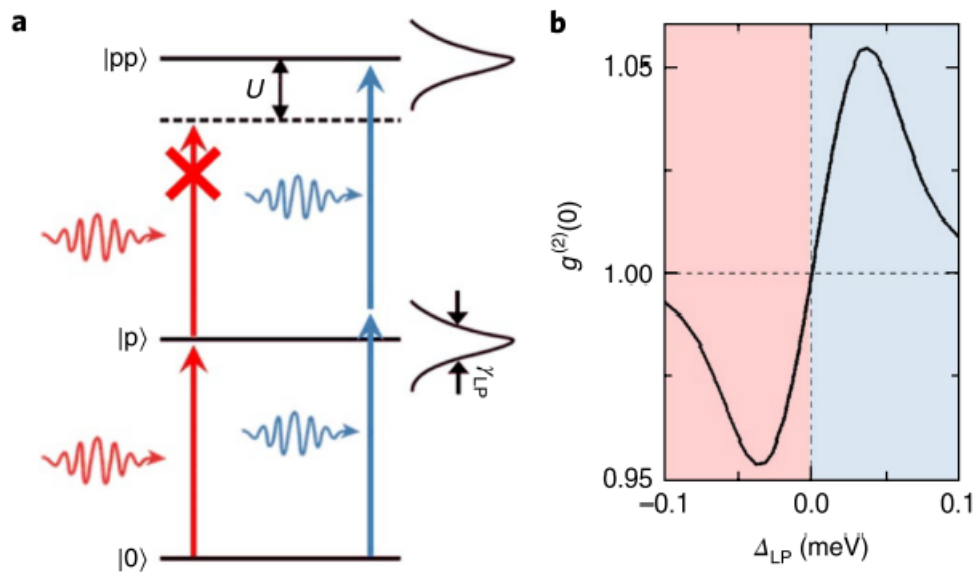 a
|pp⟩
U
|p⟩
γLP
|0⟩
b
1.05
1.00
0.95
g(2)(0)
−0.1
0.0
0.1
ΔLP (meV)